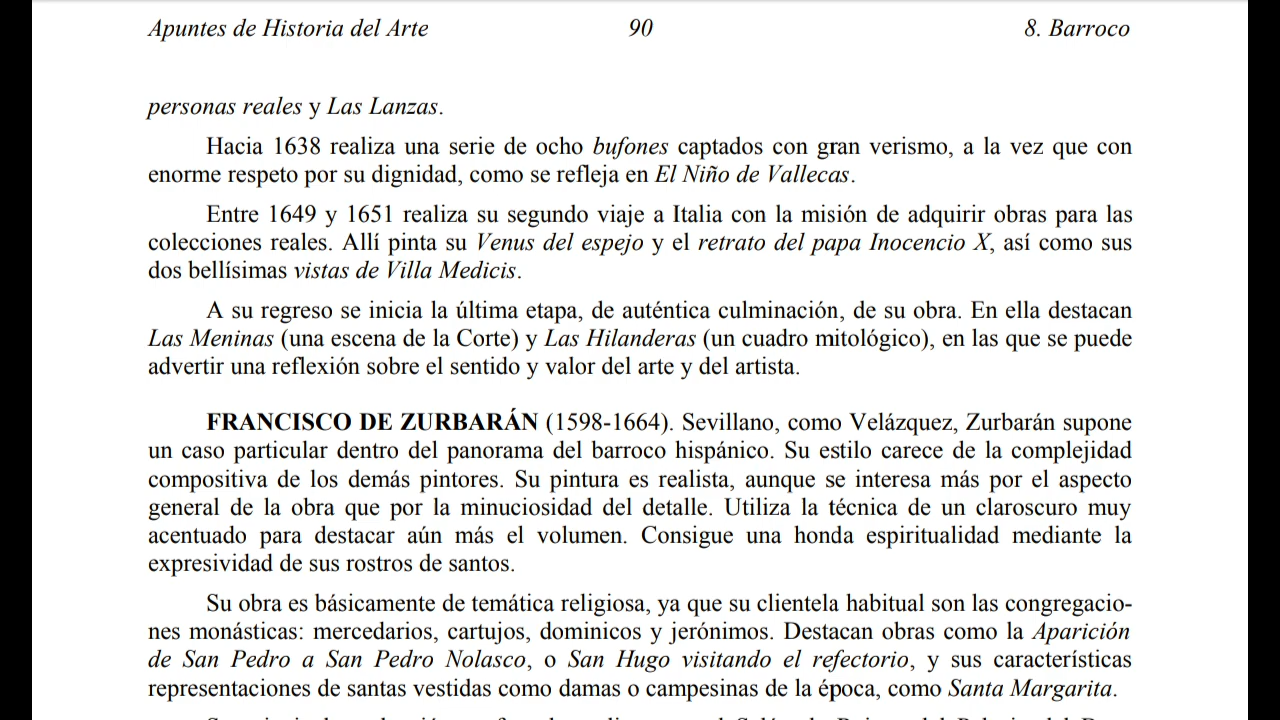 Apuntes de Historia del Arte 90 8. Barroco
personas reales y Las Lanzas.
Hacia 1638 realiza una serie de ocho bufones captados con gran verismo, a la vez que con
enorme respeto por su dignidad, como se refleja en El Niño de Vallecas.
Entre 1649 y 1651 realiza su segundo viaje a Italia con la misión de adquirir obras para las
colecciones reales. Allí pinta su Venus del espejo y el retrato del papa Inocencio X, así como sus
dos bellísimas vistas de Villa Medicis.
A su regreso se inicia la última etapa, de auténtica culminación, de su obra. En ella destacan
Las Meninas (una escena de la Corte) y Las Hilanderas (un cuadro mitológico), en las que se puede
advertir una reflexión sobre el sentido y valor del arte y del artista.
FRANCISCO DE ZURBARÁN (1598-1664). Sevillano, como Velázquez, Zurbarán supone
un caso particular dentro del panorama del barroco hispánico. Su estilo carece de la complejidad
compositiva de los demás pintores. Su pintura es realista, aunque se interesa más por el aspecto
general de la obra que por la minuciosidad del detalle. Utiliza la técnica de un claroscuro muy
acentuado para destacar aún más el volumen. Consigue una honda espiritualidad mediante la
expresividad de sus rostros de santos.
Su obra es básicamente de temática religiosa, ya que su clientela habitual son las congregacio-
nes monásticas: mercedarios, cartujos, dominicos y jerónimos. Destacan obras como la Aparición
de San Pedro a San Pedro Nolasco, o San Hugo visitando el refectorio, y sus características
representaciones de santas vestidas como damas o campesinas de la época, como Santa Margarita.